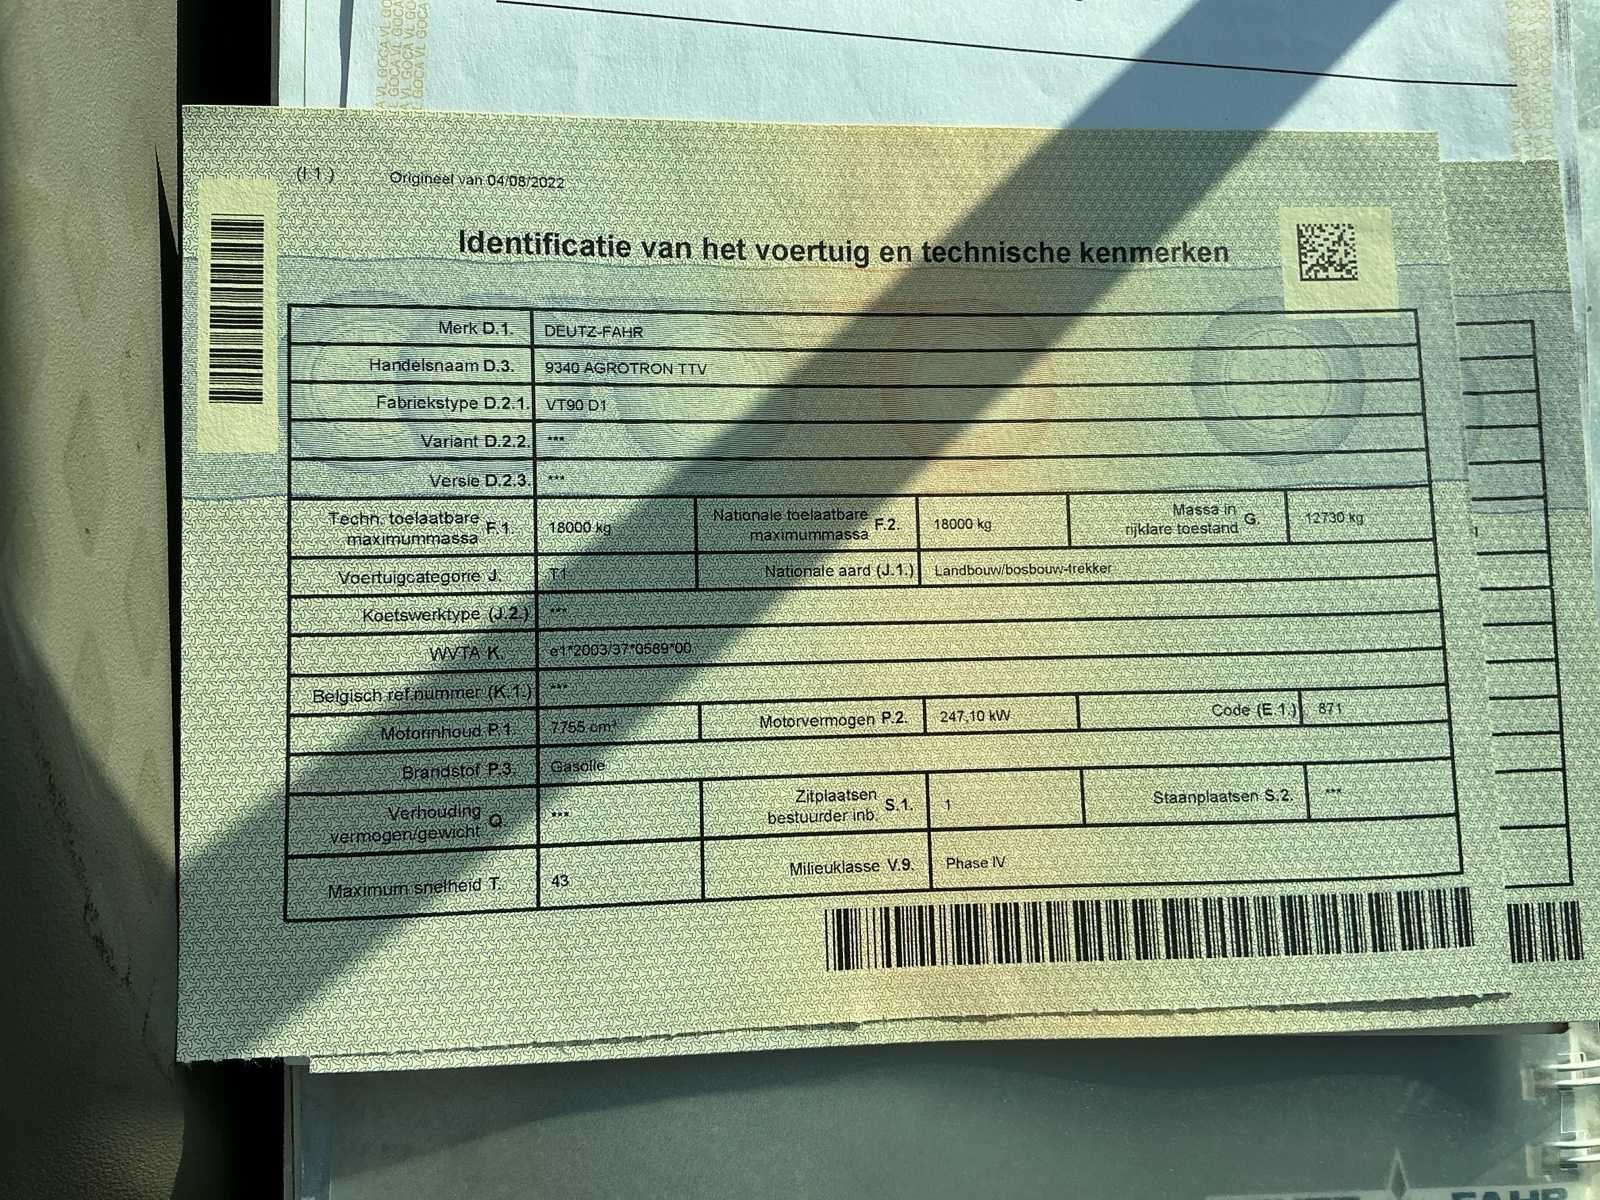 (I.1.) Origineel van 04/08/2022
Identificatie van het voertuig en technische kenmerken
Merk D.1. DEUTZ-FAHR
Handelsnaam D.3. 9340 AGROTRON TTV
Fabriekstype D.2.1. VT90 D1
Variant D.2.2. ***
Versie D.2.3. ***
Techn. toelaatbare maximummassa F.1. 18000 kg Nationale toelaatbare maximummassa F.2. 18000 kg Massa in rijklare toestand G. 12730 kg
Voertuigcategorie J. T1 Nationale aard (J.1.) Landbouw/bosbouw-trekker
Koetswerktype (J.2.) ***
WVTA K. e1*2003/37*0589*00
Belgisch ref.nummer (K.1.) ***
Motorinhoud P.1. 7755 cm³ Motorvermogen P.2. 247,10 kW Code (E.1.) 871
Brandstof P.3. Gasolie
Verhouding vermogen/gewicht Q. *** Zitplaatsen bestuurder inb. S.1. 1 Staanplaatsen S.2. ***
Maximum snelheid T. 43 Milieuklasse V.9. Phase IV